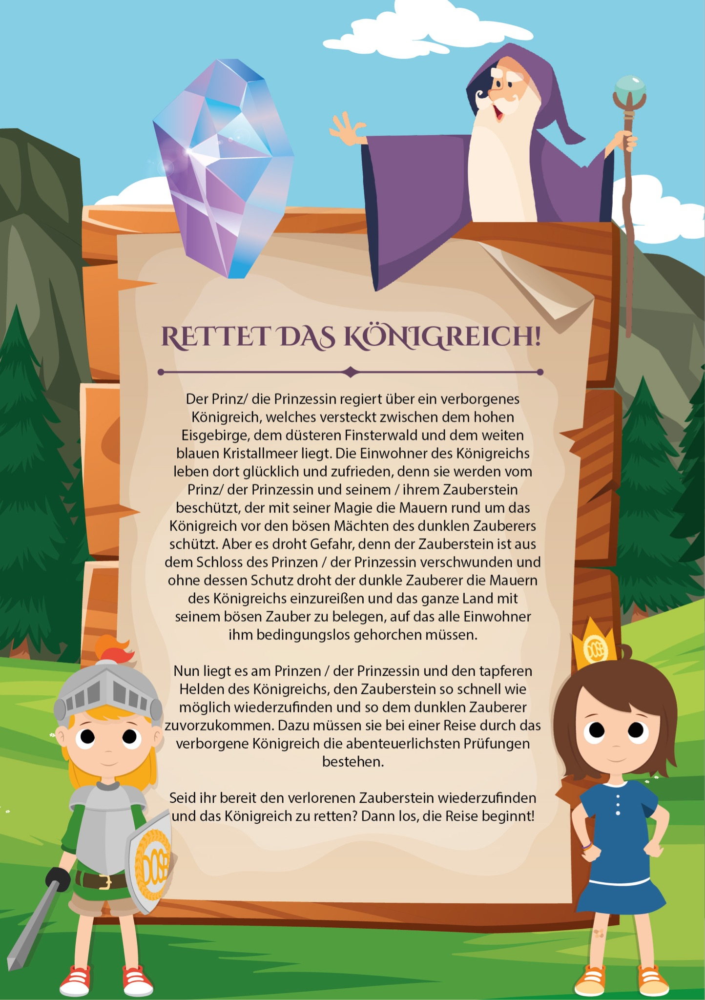 RETTET DAS KÖNIGREICH!
Der Prinz/ die Prinzessin regiert über ein verborgenes
Königreich, welches versteckt zwischen dem hohen
Eisgebirge, dem düsteren Finsterwald und dem weiten
blauen Kristallmeer liegt. Die Einwohner des Königreichs
leben dort glücklich und zufrieden, denn sie werden vom
Prinz/ der Prinzessin und seinem / ihrem Zauberstein
beschützt, der mit seiner Magie die Mauern rund um das
Königreich vor den bösen Mächten des dunklen Zauberers
schützt. Aber es droht Gefahr, denn der Zauberstein ist aus
dem Schloss des Prinzen / der Prinzessin verschwunden und
ohne dessen Schutz droht der dunkle Zauberer die Mauern
des Königreichs einzureißen und das ganze Land mit
seinem bösen Zauber zu belegen, auf das alle Einwohner
ihm bedingungslos gehorchen müssen.
Nun liegt es am Prinzen / der Prinzessin und den tapferen
Helden des Königreichs, den Zauberstein so schnell wie
möglich wiederzufinden und so dem dunklen Zauberer
zuvorzukommen. Dazu müssen sie bei einer Reise durch das
verborgene Königreich die abenteuerlichsten Prüfungen
bestehen.
Seid ihr bereit den verlorenen Zauberstein wiederzufinden
und das Königreich zu retten? Dann los, die Reise beginnt!
DOSB
DOSB